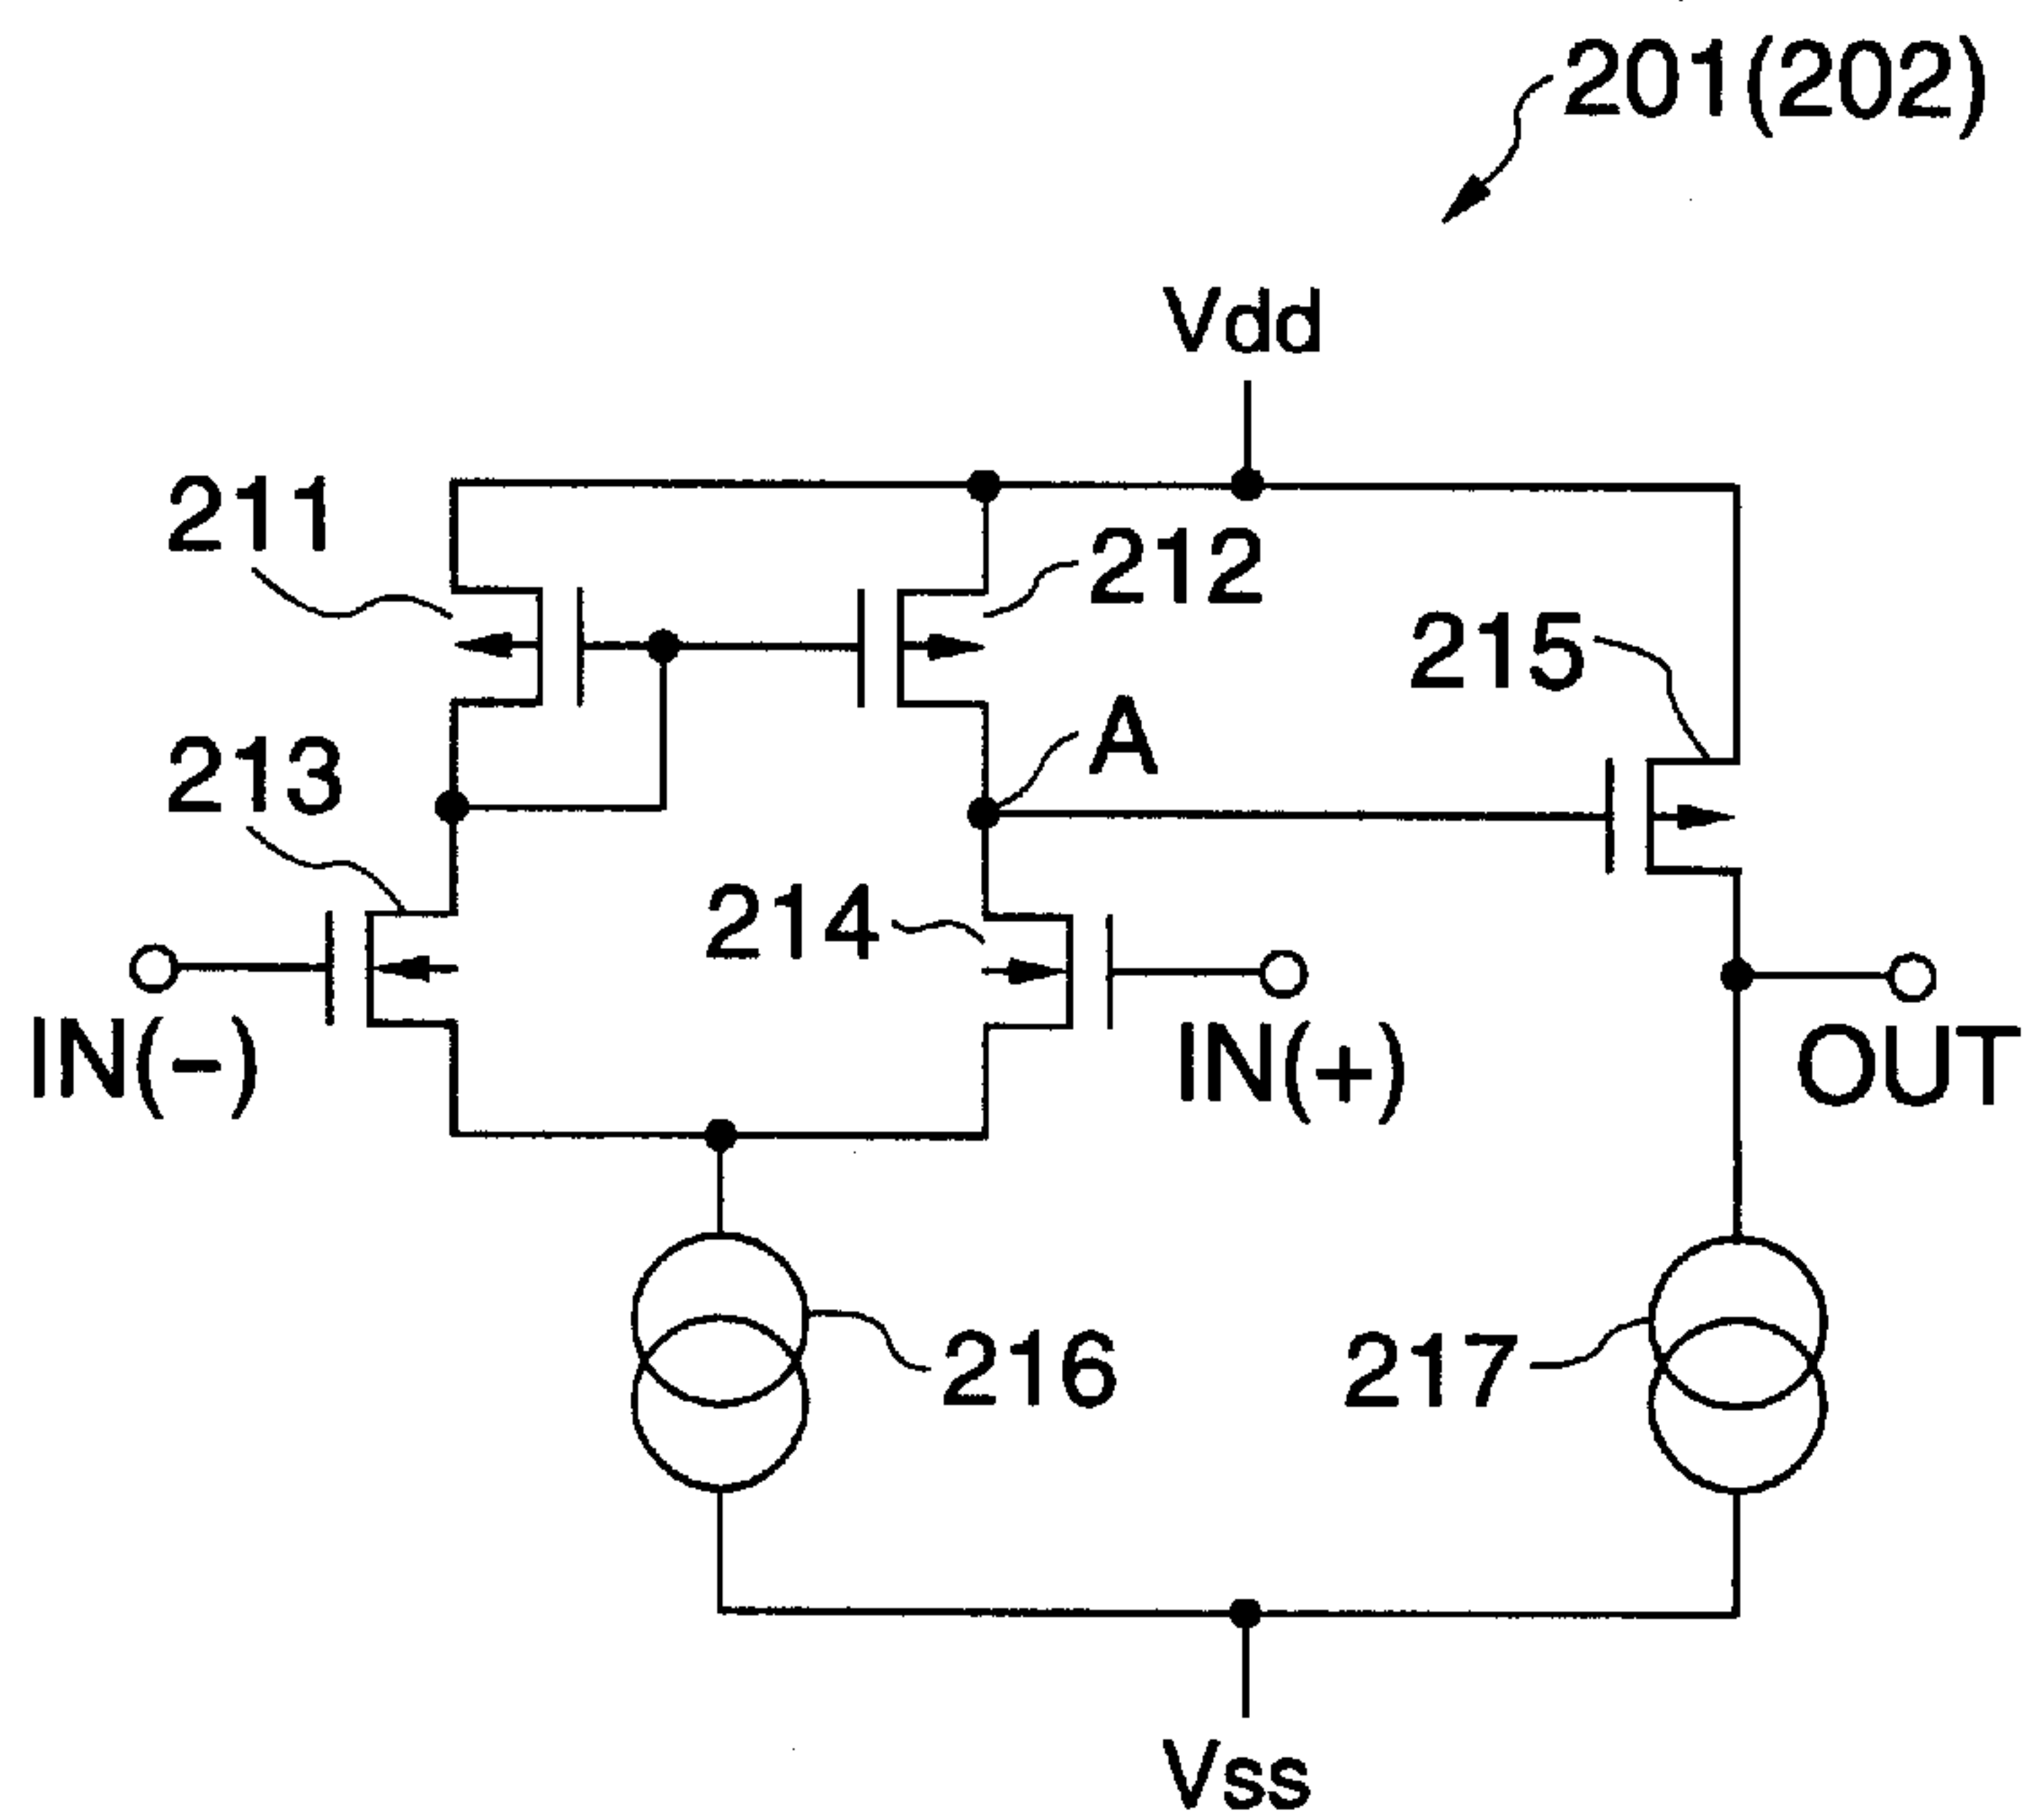 201(202)
Vdd
211
212
215
213
A
214
IN(-)
IN(+)
OUT
216
217
Vss